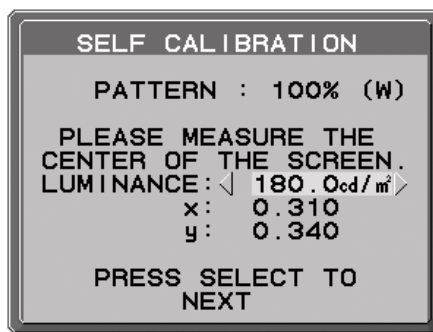 SELF CALIBRATION
PATTERN : 100% (W)
PLEASE MEASURE THE
CENTER OF THE SCREEN.
LUMINANCE: 180.0cd/㎡
x: 0.310
y: 0.340
PRESS SELECT TO
NEXT